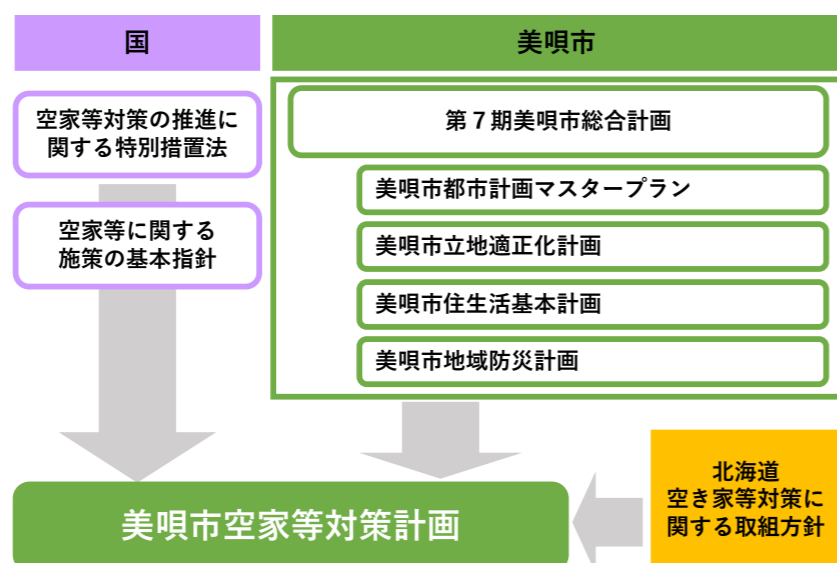 国
美唄市
空家等対策の推進に
関する特別措置法
空家等に関する
施策の基本指針
第７期美唄市総合計画
美唄市都市計画マスタープラン
美唄市立地適正化計画
美唄市住生活基本計画
美唄市地域防災計画
北海道
空き家等対策に
関する取組方針
美唄市空家等対策計画